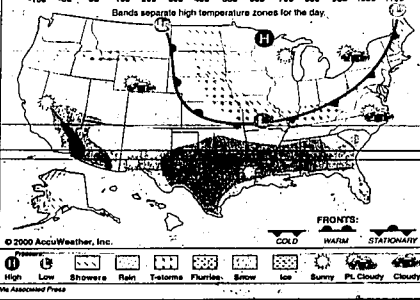 Bands separate high temperature zones for the day.
H
L
FRONTS:
© 2000 AccuWeather, Inc.
COLD WARM STATIONARY
Pressure:
H L
High Low Showers Rain T-storms Flurries Snow Ice Sunny Pt. Cloudy Cloudy
Via Associated Press